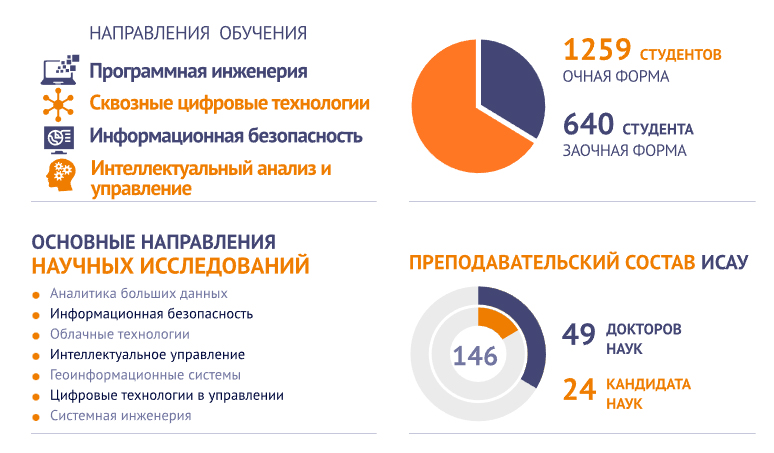 НАПРАВЛЕНИЯ ОБУЧЕНИЯ
Программная инженерия
Сквозные цифровые технологии
Информационная безопасность
Интеллектуальный анализ и
управление
1259 СТУДЕНТОВ
ОЧНАЯ ФОРМА
640 СТУДЕНТА
ЗАОЧНАЯ ФОРМА
ОСНОВНЫЕ НАПРАВЛЕНИЯ
НАУЧНЫХ ИССЛЕДОВАНИЙ
Аналитика больших данных
Информационная безопасность
Облачные технологии
Интеллектуальное управление
Геоинформационные системы
Цифровые технологии в управлении
Системная инженерия
ПРЕПОДАВАТЕЛЬСКИЙ СОСТАВ ИСАУ
146
49 ДОКТОРОВ
НАУК
24 КАНДИДАТА
НАУК